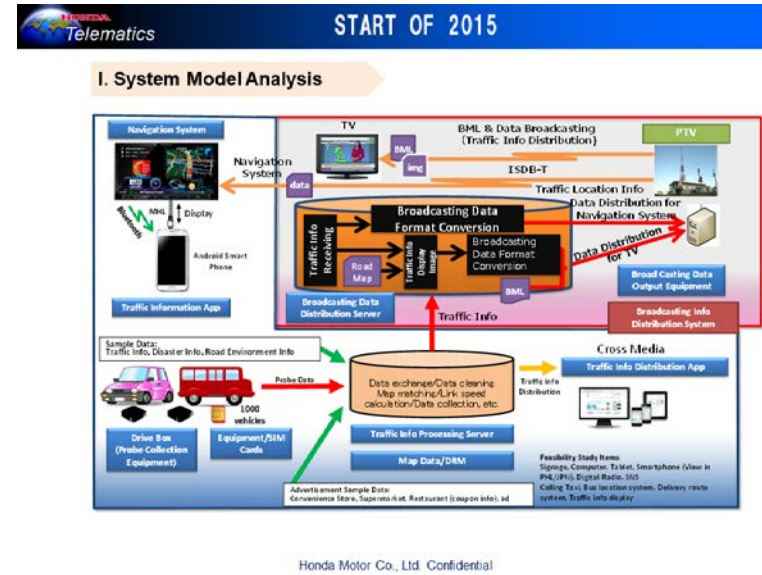 HONDA
Telematics
START OF 2015
I. System Model Analysis
Navigation System
TV
BML & Data Broadcasting
(Traffic Info Distribution)
PTV
BML
img
Navigation
System
data
ISDB-T
Traffic Location Info
Data Distribution for
Navigation System
Bluetooth
MHL
Display
Android Smart
Phone
Traffic Info
Receiving
Broadcasting Data
Format Conversion
Road
Map
Traffic Info
Display
Image
Broadcasting
Data Format
Conversion
BML
Data Distribution
for TV
Broad Casting Data
Output Equipment
Traffic Information App
Broadcasting Data
Distribution Server
Traffic Info
Broadcasting Info
Distribution System
Sample Data:
Traffic Info, Disaster Info, Road Environment Info
Probe Data
1000
vehicles
Drive Box
(Probe Collection
Equipment)
Equipment/SIM
Cards
Data exchange/Data cleaning
Map matching/Link speed
calculation/Data collection, etc.
Traffic Info Processing Server
Map Data/DRM
Traffic Info
Distribution
Cross Media
Traffic Info Distribution App
Feasibility Study Items
Signage, Computer, Tablet, Smartphone (View in
PHL/JPN), Digital Radio, SNS
Calling Taxi, Bus location system, Delivery route
system, Traffic info display
Advertisement Sample Data:
Convenience Store, Supermarket, Restaurant (coupon info), ad
Honda Motor Co., Ltd. Confidential